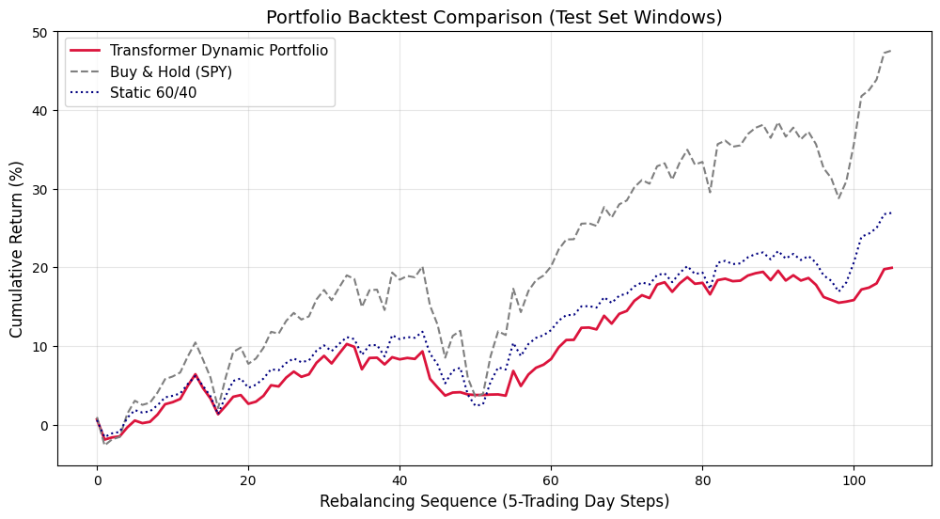 Portfolio Backtest Comparison (Test Set Windows)
Transformer Dynamic Portfolio
Buy & Hold (SPY)
Static 60/40
Cumulative Return (%)
50
40
30
20
10
0
0 20 40 60 80 100
Rebalancing Sequence (5-Trading Day Steps)